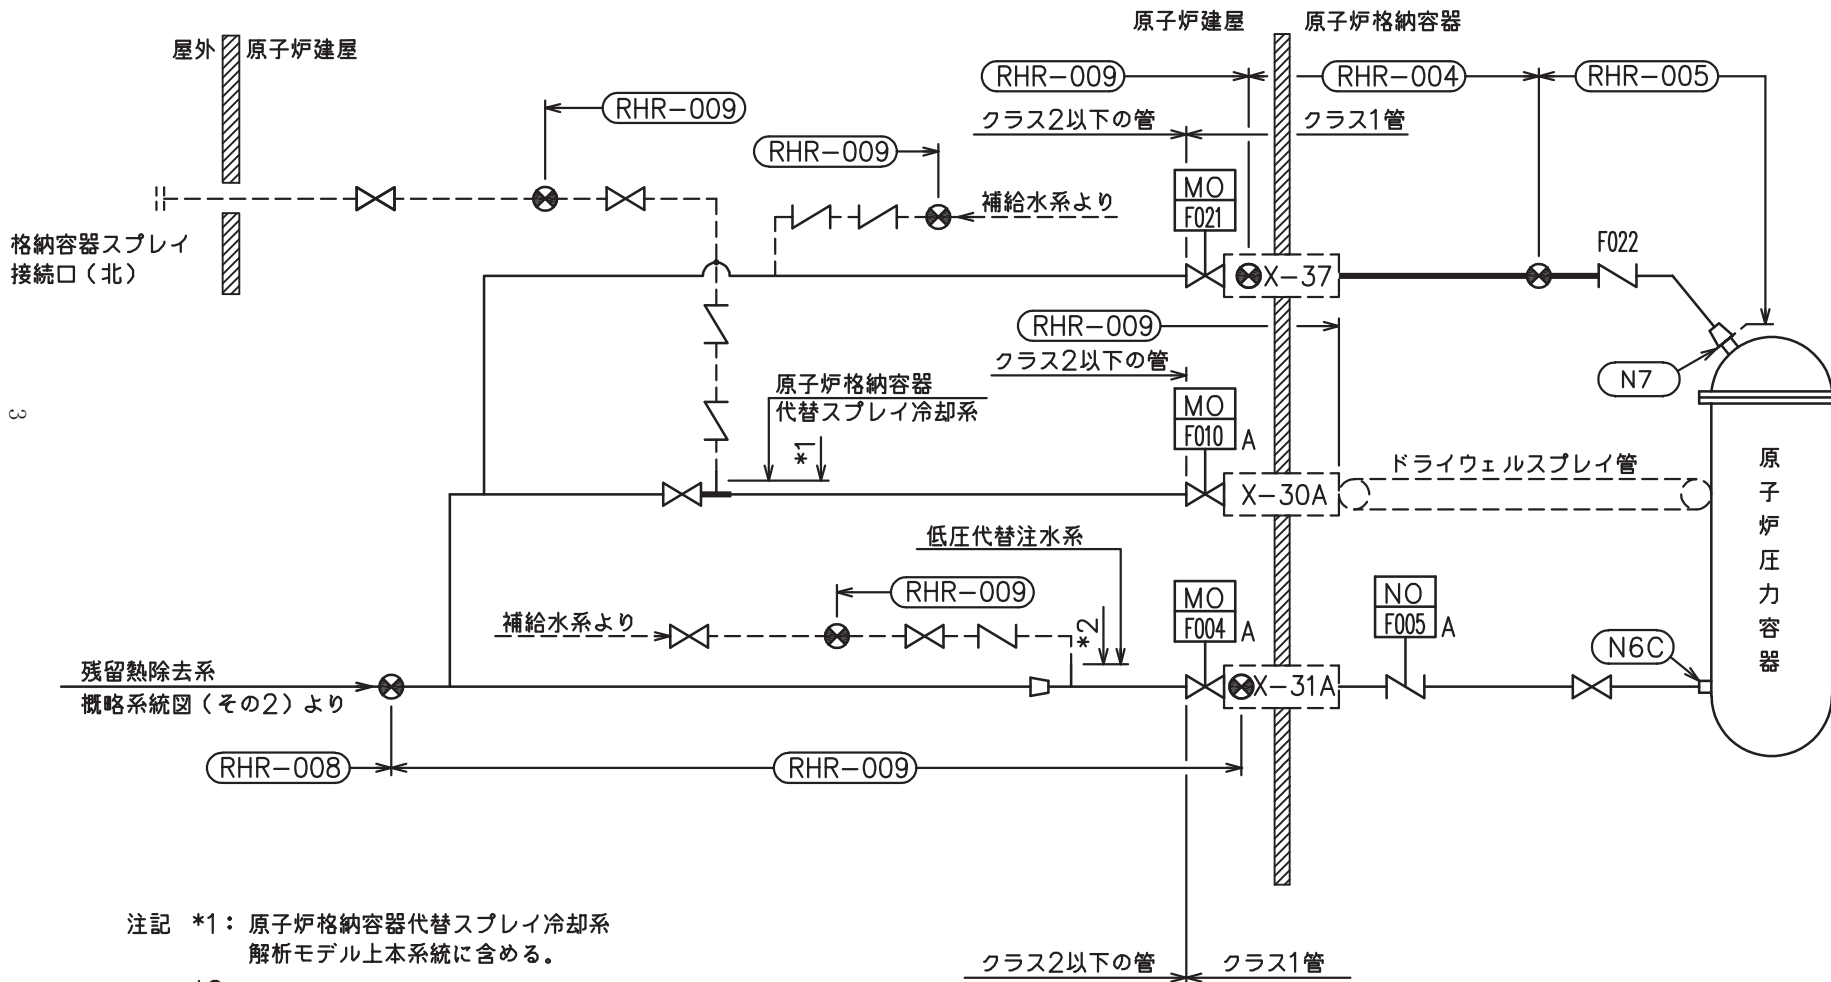 原子炉建屋
原子炉格納容器
屋外
原子炉建屋
RHR-009
RHR-004
RHR-005
RHR-009
クラス2以下の管
クラス1管
RHR-009
MO
F021
補給水系より
格納容器スプレイ
接続口（北）
F022
X-37
RHR-009
クラス2以下の管
N7
原子炉格納容器
代替スプレイ冷却系
MO
F010
A
*1
3
ドライウェルスプレイ管
原子炉圧力容器
X-30A
低圧代替注水系
RHR-009
MO
F004
A
NO
F005
A
補給水系より
*2
N6C
残留熱除去系
概略系統図（その2）より
X-31A
RHR-008
RHR-009
注記 *1：原子炉格納容器代替スプレイ冷却系
解析モデル上本系統に含める。
クラス2以下の管
クラス1管